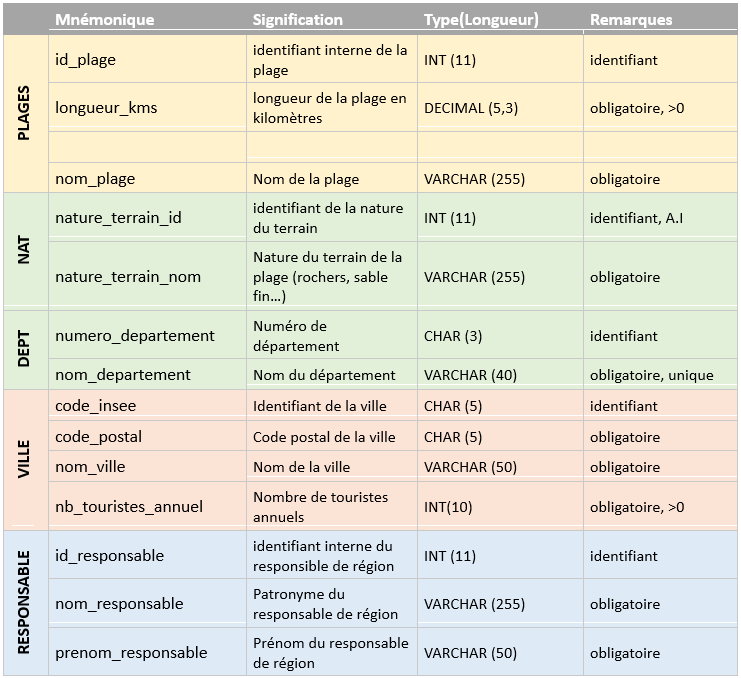 Mnémonique Signification Type(Longueur) Remarques
PLAGES
id_plage identifiant interne de la plage INT (11) identifiant
longueur_kms longueur de la plage en kilomètres DECIMAL (5,3) obligatoire, >0
nom_plage Nom de la plage VARCHAR (255) obligatoire
NAT
nature_terrain_id identifiant de la nature du terrain INT (11) identifiant, A.I
nature_terrain_nom Nature du terrain de la plage (rochers, sable fin…) VARCHAR (255) obligatoire
DEPT
numero_departement Numéro de département CHAR (3) identifiant
nom_departement Nom du département VARCHAR (40) obligatoire, unique
VILLE
code_insee Identifiant de la ville CHAR (5) identifiant
code_postal Code postal de la ville CHAR (5) obligatoire
nom_ville Nom de la ville VARCHAR (50) obligatoire
nb_touristes_annuel Nombre de touristes annuels INT(10) obligatoire, >0
RESPONSABLE
id_responsable identifiant interne du responsible de région INT (11) identifiant
nom_responsable Patronyme du responsable de région VARCHAR (255) obligatoire
prenom_responsable Prénom du responsable de région VARCHAR (50) obligatoire